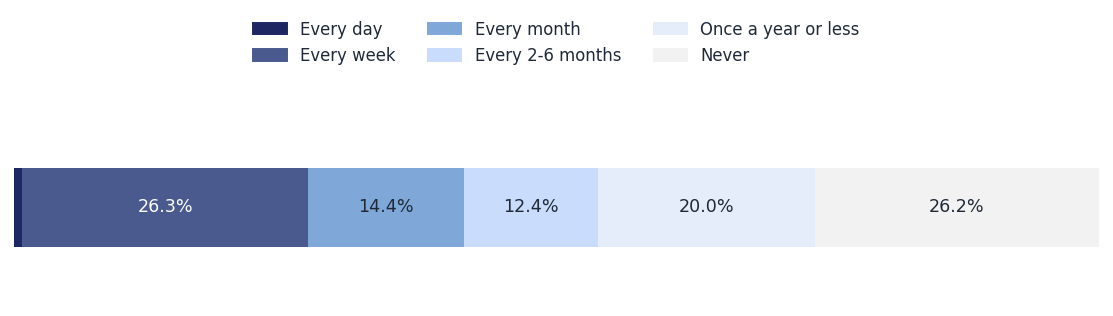 Every day
Every week
Every month
Every 2-6 months
Once a year or less
Never
26.3%
14.4%
12.4%
20.0%
26.2%